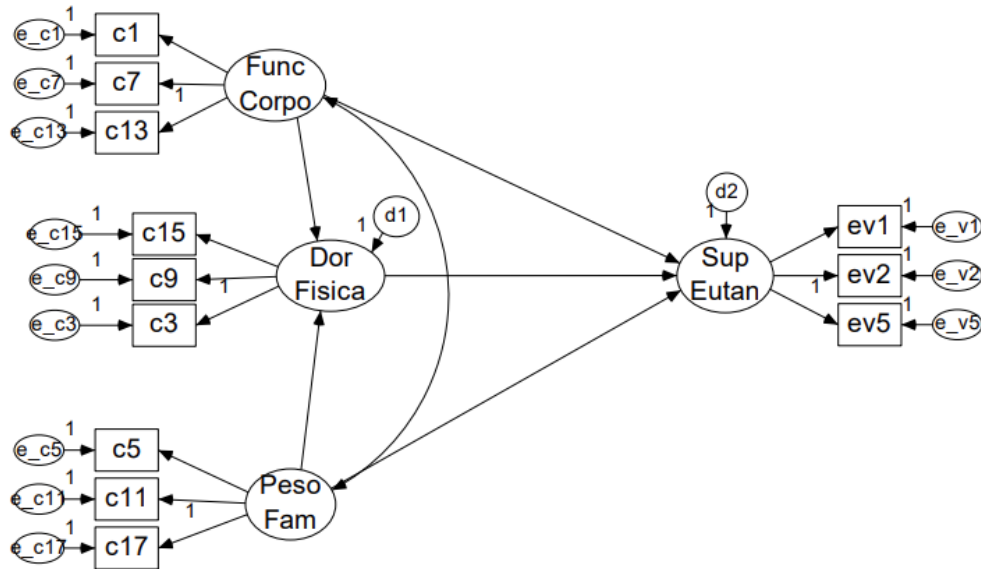 1
e_c1
c1
1
e_c7
c7
1
1
e_c13
c13
Func
Corpo
1
e_c15
c15
1
e_c9
c9
1
1
e_c3
c3
1
d1
Dor
Fisica
d2
1
Sup
Eutan
ev1
1
e_v1
ev2
1
1
e_v2
ev5
1
e_v5
1
e_c5
c5
1
e_c11
c11
1
1
e_c17
c17
Peso
Fam